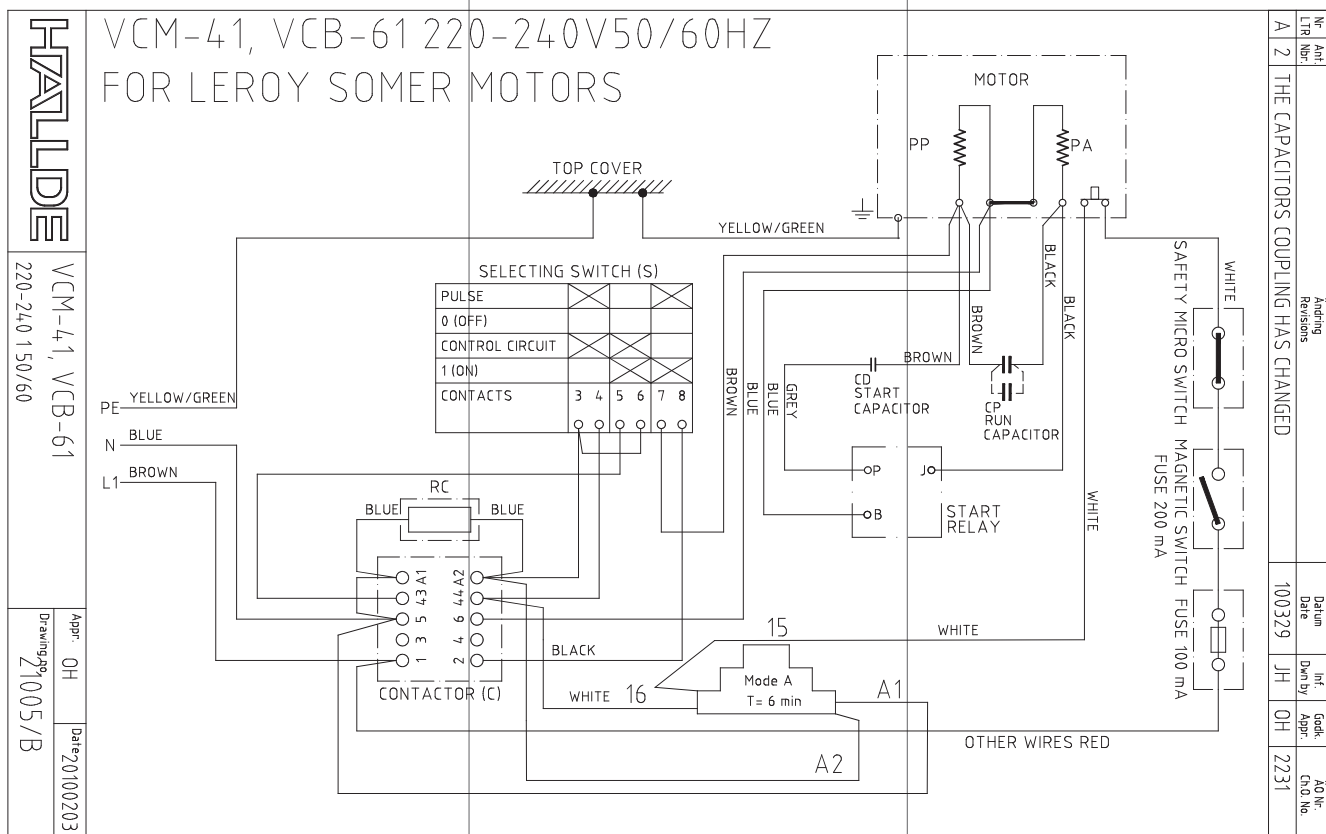 VCM-41, VCB-61 220-240V50/60HZ
FOR LEROY SOMER MOTORS
HALLDE
VCM-41, VCB-61
220-240 1 50/60
Appr. OH
Date 20100203
Drawing no
21005/B
TOP COVER
MOTOR
PP
PA
YELLOW/GREEN
SELECTING SWITCH (S)
PULSE
0 (OFF)
CONTROL CIRCUIT
1 (ON)
CONTACTS 3 4 5 6 7 8
PE YELLOW/GREEN
N BLUE
L1 BROWN
RC
BLUE
BLUE
A1
43
5
3
1
A2
44
6
4
2
CONTACTOR (C)
BLACK
WHITE 16
15
Mode A
T= 6 min
A1
A2
WHITE
OTHER WIRES RED
BROWN
BLUE
BLUE
GREY
BROWN
CD
START
CAPACITOR
BROWN
CP
RUN
CAPACITOR
BLACK
BLACK
P
J
B
START
RELAY
WHITE
WHITE
SAFETY MICRO SWITCH
MAGNETIC SWITCH
FUSE 200 mA
FUSE 100 mA
Nr Ant.
LTR Nbr.
Ändring
Revisions
Datum
Date
Inf.
Dwn by
Godk.
Appr.
ÄO Nr.
Ch.O. No.
A 2 THE CAPACITORS COUPLING HAS CHANGED 100329 JH OH 2231